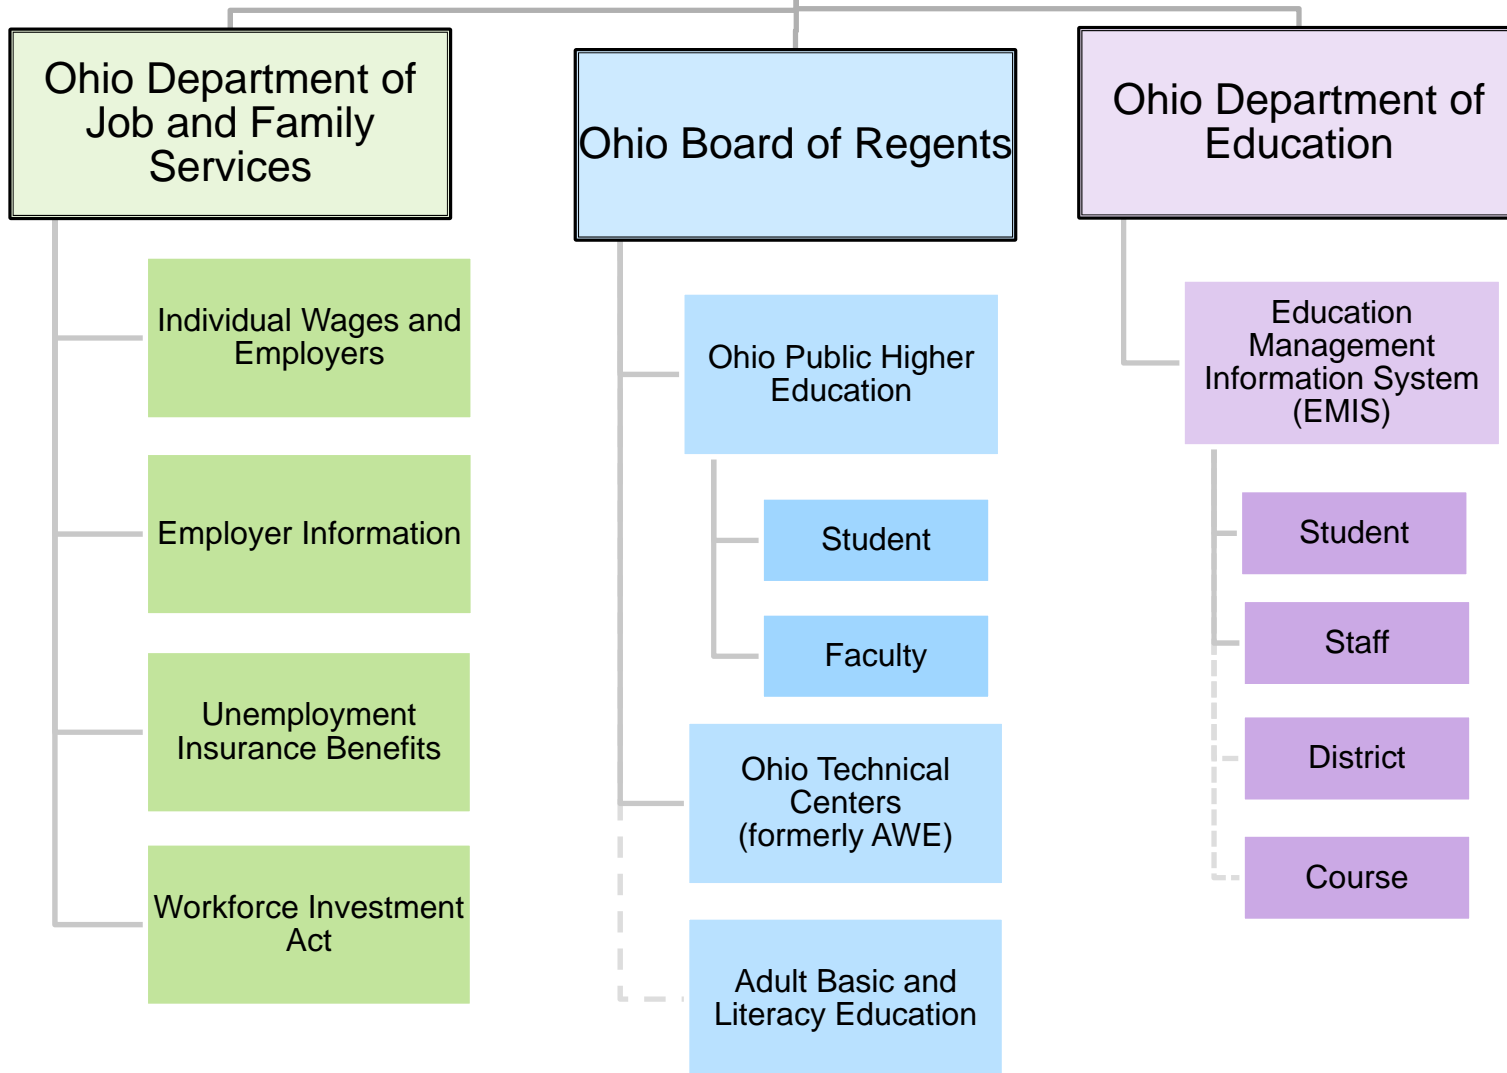 Ohio Department of
Job and Family
Services
Individual Wages and
Employers
Employer Information
Unemployment
Insurance Benefits
Workforce Investment
Act
Ohio Board of Regents
Ohio Public Higher
Education
Student
Faculty
Ohio Technical
Centers
(formerly AWE)
Adult Basic and
Literacy Education
Ohio Department of
Education
Education
Management
Information System
(EMIS)
Student
Staff
District
Course